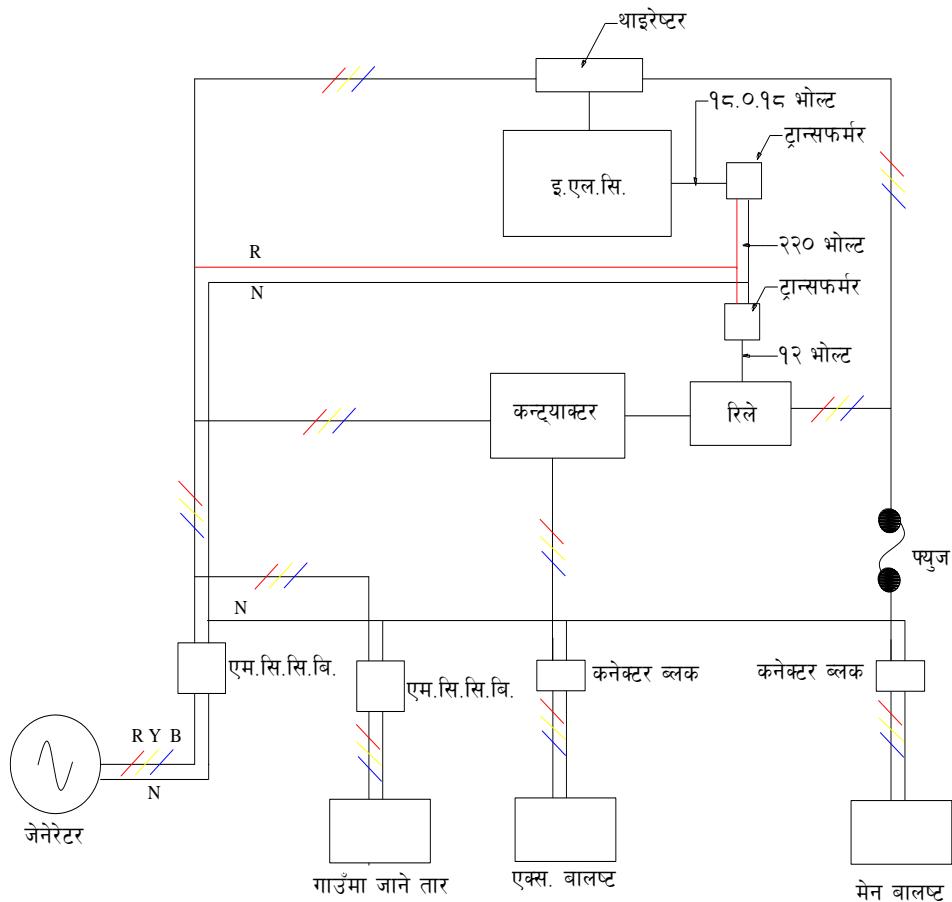 थाइरेष्टर
१८.०.१८ भोल्ट
ट्रान्सफर्मर
इ.एल.सि.
R
२२० भोल्ट
N
ट्रान्सफर्मर
१२ भोल्ट
कन्ट्याक्टर
रिले
फ्युज
N
एम.सि.सि.बि.
एम.सि.सि.बि.
कनेक्टर ब्लक
कनेक्टर ब्लक
R Y B
N
जेनेरेटर
गाउँमा जाने तार
एक्स. बालष्ट
मेन बालष्ट